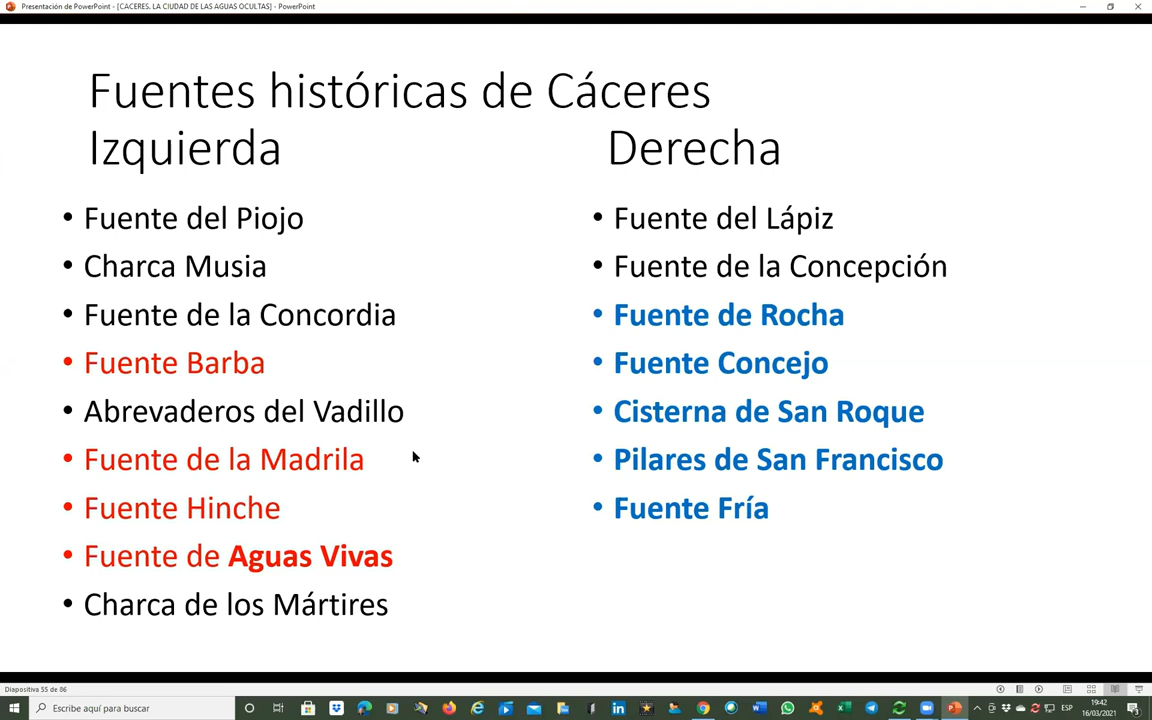 Presentación de PowerPoint - [CACERES. LA CIUDAD DE LAS AGUAS OCULTAS] - PowerPoint
Fuentes históricas de Cáceres
Izquierda
Derecha
• Fuente del Piojo
• Charca Musia
• Fuente de la Concordia
• Fuente Barba
• Abrevaderos del Vadillo
• Fuente de la Madrila
• Fuente Hinche
• Fuente de Aguas Vivas
• Charca de los Mártires
• Fuente del Lápiz
• Fuente de la Concepción
• Fuente de Rocha
• Fuente Concejo
• Cisterna de San Roque
• Pilares de San Francisco
• Fuente Fría
Diapositiva 55 de 86
Escribe aquí para buscar
ESP
19:42
16/03/2021